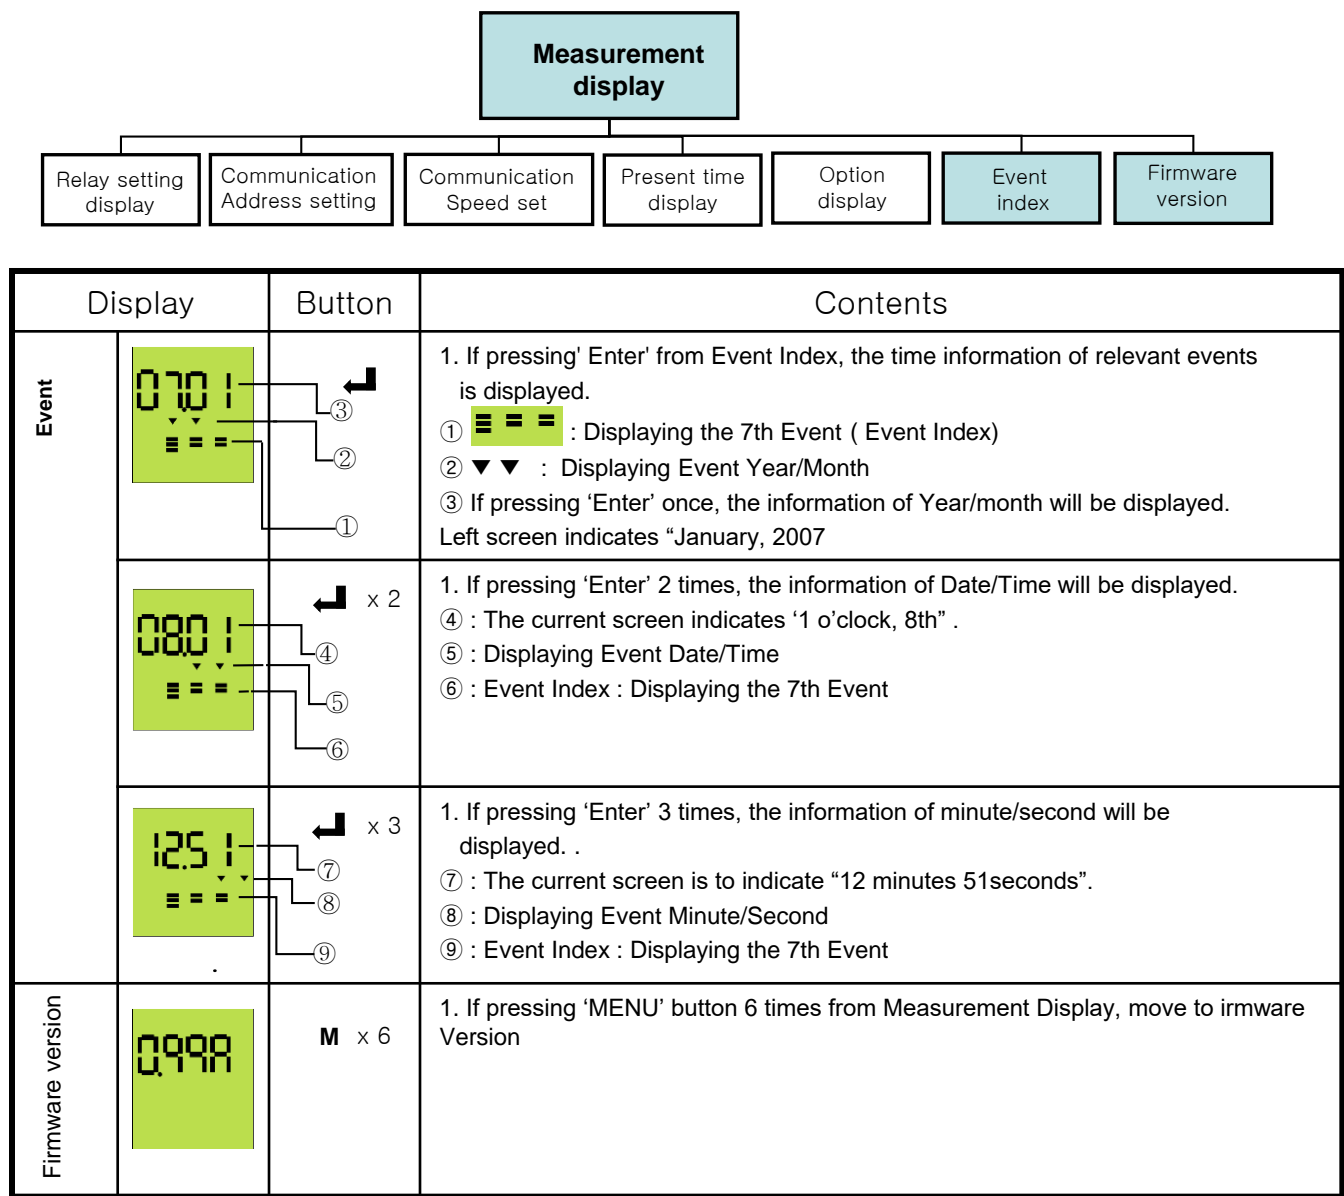 Measurement
display
Relay setting
display
Communication
Address setting
Communication
Speed set
Present time
display
Option
display
Event
index
Firmware
version
Display Button Contents
Event
07.01
③
②
①
1. If pressing' Enter' from Event Index, the time information of relevant events
is displayed.
① : Displaying the 7th Event ( Event Index)
② ▼ ▼ : Displaying Event Year/Month
③ If pressing ‘Enter’ once, the information of Year/month will be displayed.
Left screen indicates “January, 2007
08.01
x 2
④
⑤
⑥
1. If pressing ‘Enter’ 2 times, the information of Date/Time will be displayed.
④ : The current screen indicates ‘1 o’clock, 8th” .
⑤ : Displaying Event Date/Time
⑥ : Event Index : Displaying the 7th Event
12.51
x 3
⑦
⑧
⑨
.
1. If pressing ‘Enter’ 3 times, the information of minute/second will be
displayed. .
⑦ : The current screen is to indicate “12 minutes 51seconds”.
⑧ : Displaying Event Minute/Second
⑨ : Event Index : Displaying the 7th Event
Firmware version
0.99A
M x 6
1. If pressing ‘MENU’ button 6 times from Measurement Display, move to irmware
Version